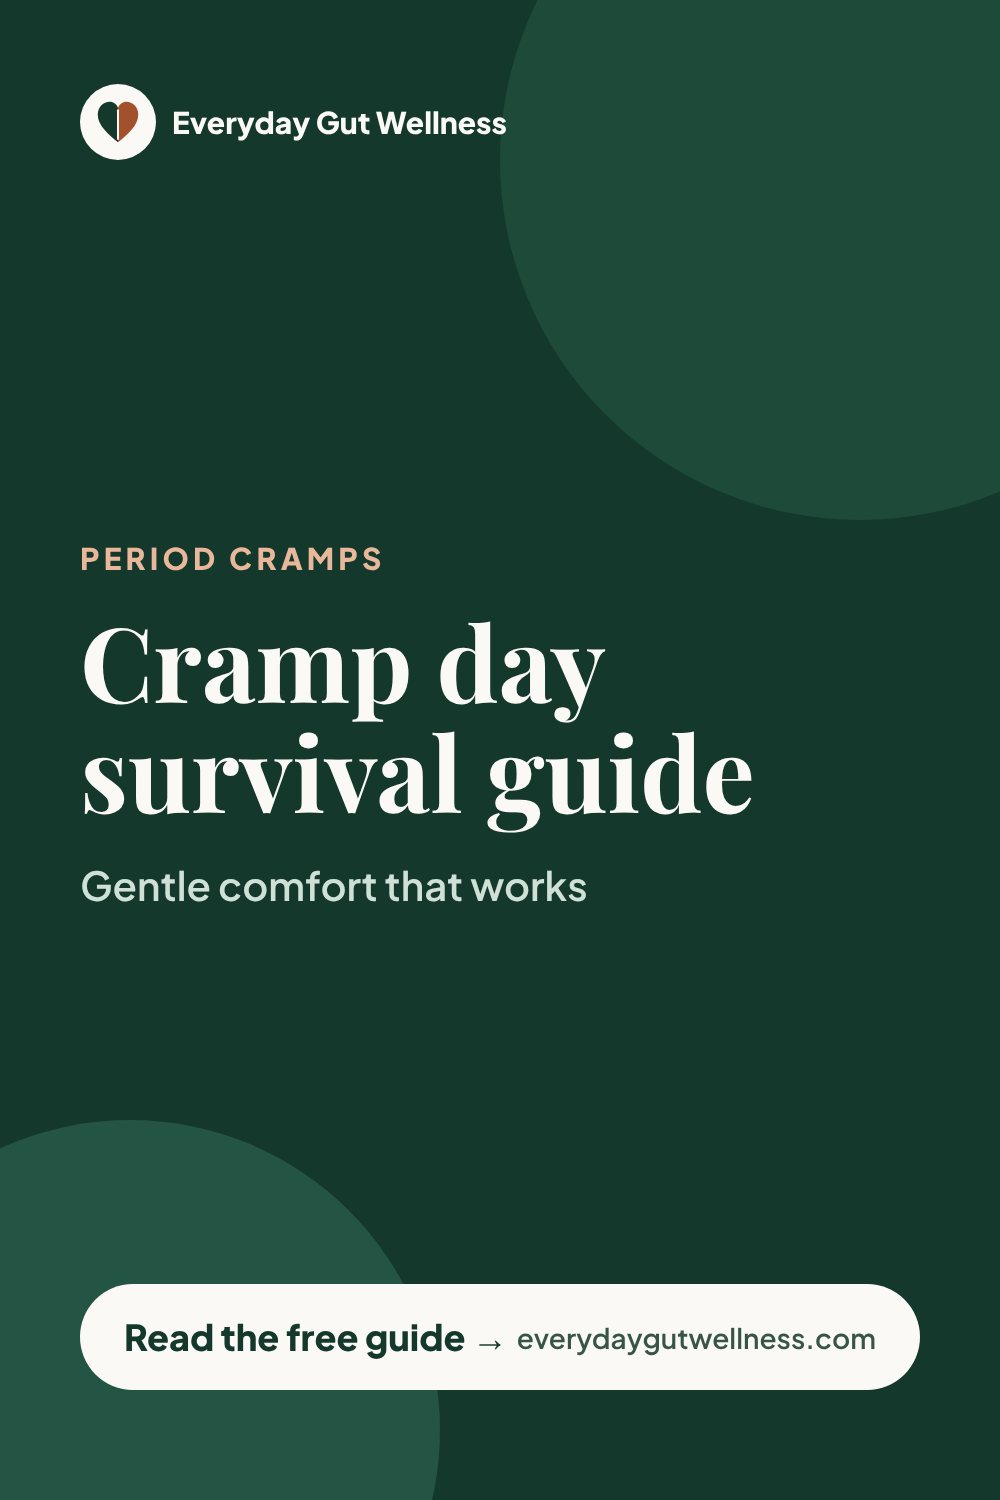 Everyday Gut Wellness
PERIOD CRAMPS
Cramp day
survival guide
Gentle comfort that works
Read the free guide → everydaygutwellness.com